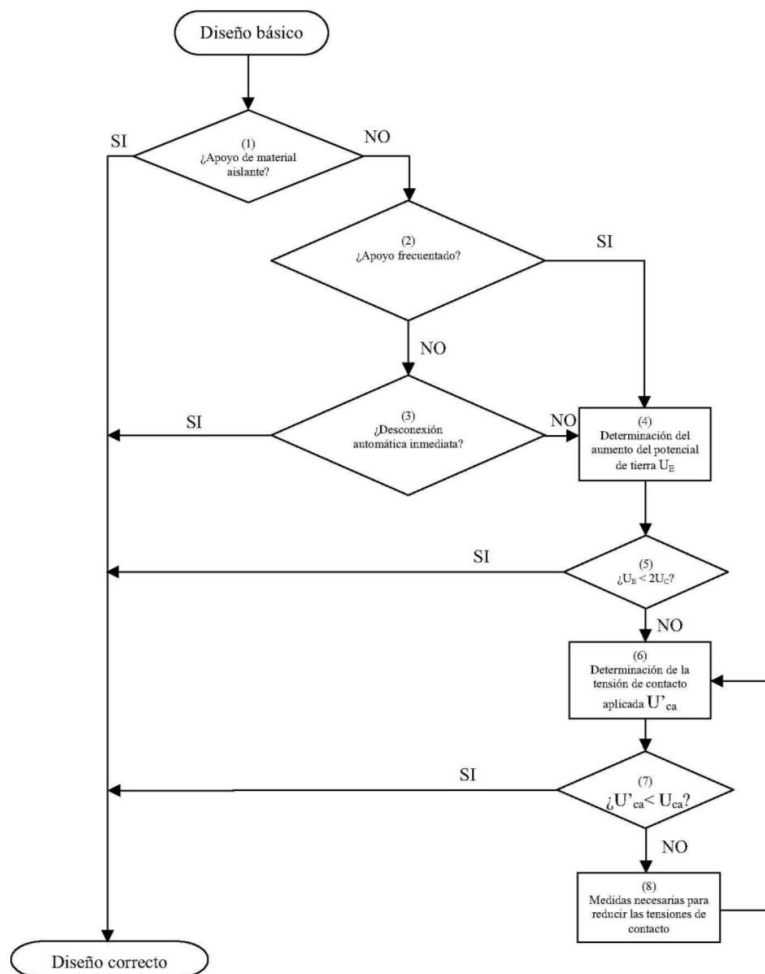 Diseño básico
SI
NO
(1)
¿Apoyo de material
aislante?
(2)
¿Apoyo frecuentado?
SI
NO
(3)
¿Desconexión
automática inmediata?
SI
NO
(4)
Determinación del
aumento del potencial
de tierra U_E
SI
(5)
¿U_E < 2U_C?
NO
(6)
Determinación de la
tensión de contacto
aplicada U'_ca
SI
(7)
¿U'_ca< U_ca?
NO
(8)
Medidas necesarias para
reducir las tensiones de
contacto
Diseño correcto